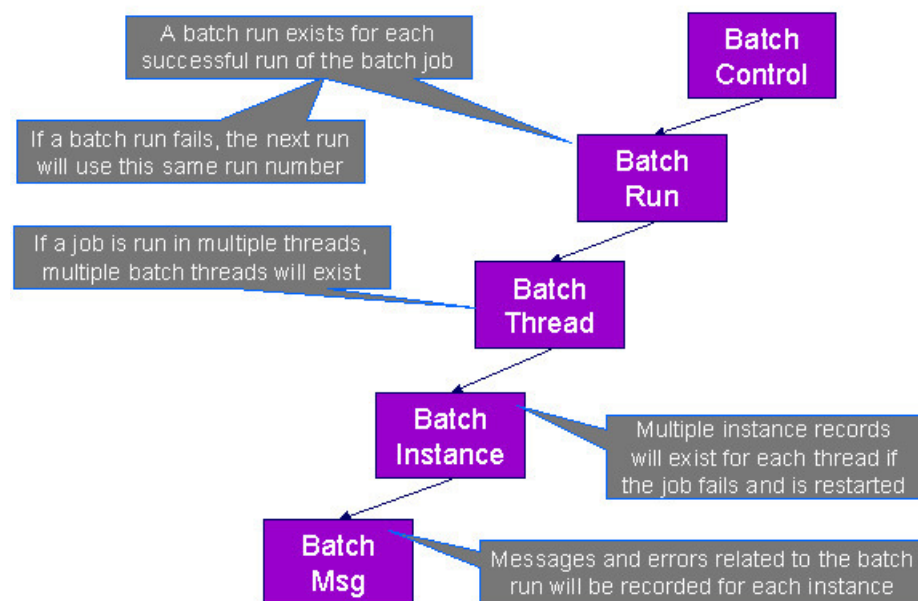 A batch run exists for each
successful run of the batch job
Batch
Control
If a batch run fails, the next run
will use this same run number
Batch
Run
If a job is run in multiple threads,
multiple batch threads will exist
Batch
Thread
Batch
Instance
Multiple instance records
will exist for each thread if
the job fails and is restarted
Batch
Msg
Messages and errors related to the batch
run will be recorded for each instance